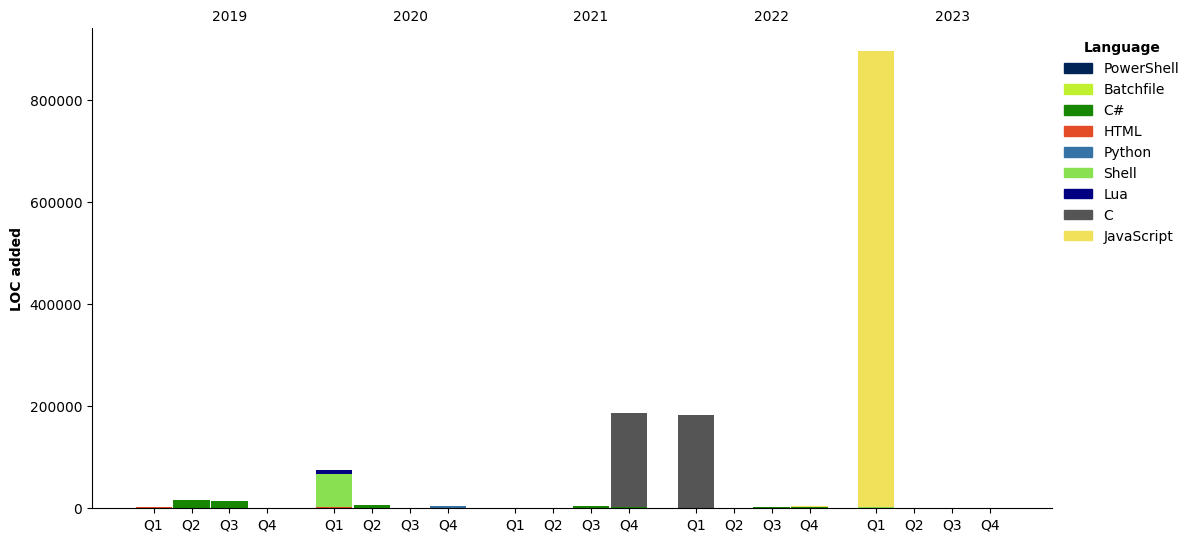 2019 2020 2021 2022 2023
Language
PowerShell
Batchfile
C#
HTML
Python
Shell
Lua
C
JavaScript
LOC added
800000
600000
400000
200000
0
Q1 Q2 Q3 Q4 Q1 Q2 Q3 Q4 Q1 Q2 Q3 Q4 Q1 Q2 Q3 Q4 Q1 Q2 Q3 Q4